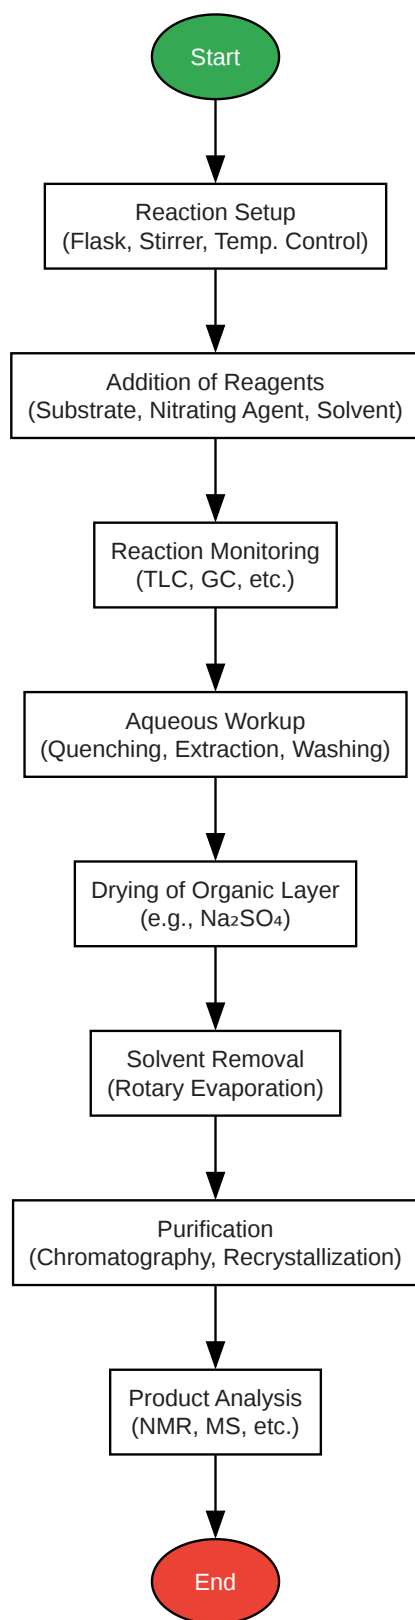 Start
Reaction Setup
(Flask, Stirrer, Temp. Control)
Addition of Reagents
(Substrate, Nitrating Agent, Solvent)
Reaction Monitoring
(TLC, GC, etc.)
Aqueous Workup
(Quenching, Extraction, Washing)
Drying of Organic Layer
(e.g., Na₂SO₄)
Solvent Removal
(Rotary Evaporation)
Purification
(Chromatography, Recrystallization)
Product Analysis
(NMR, MS, etc.)
End